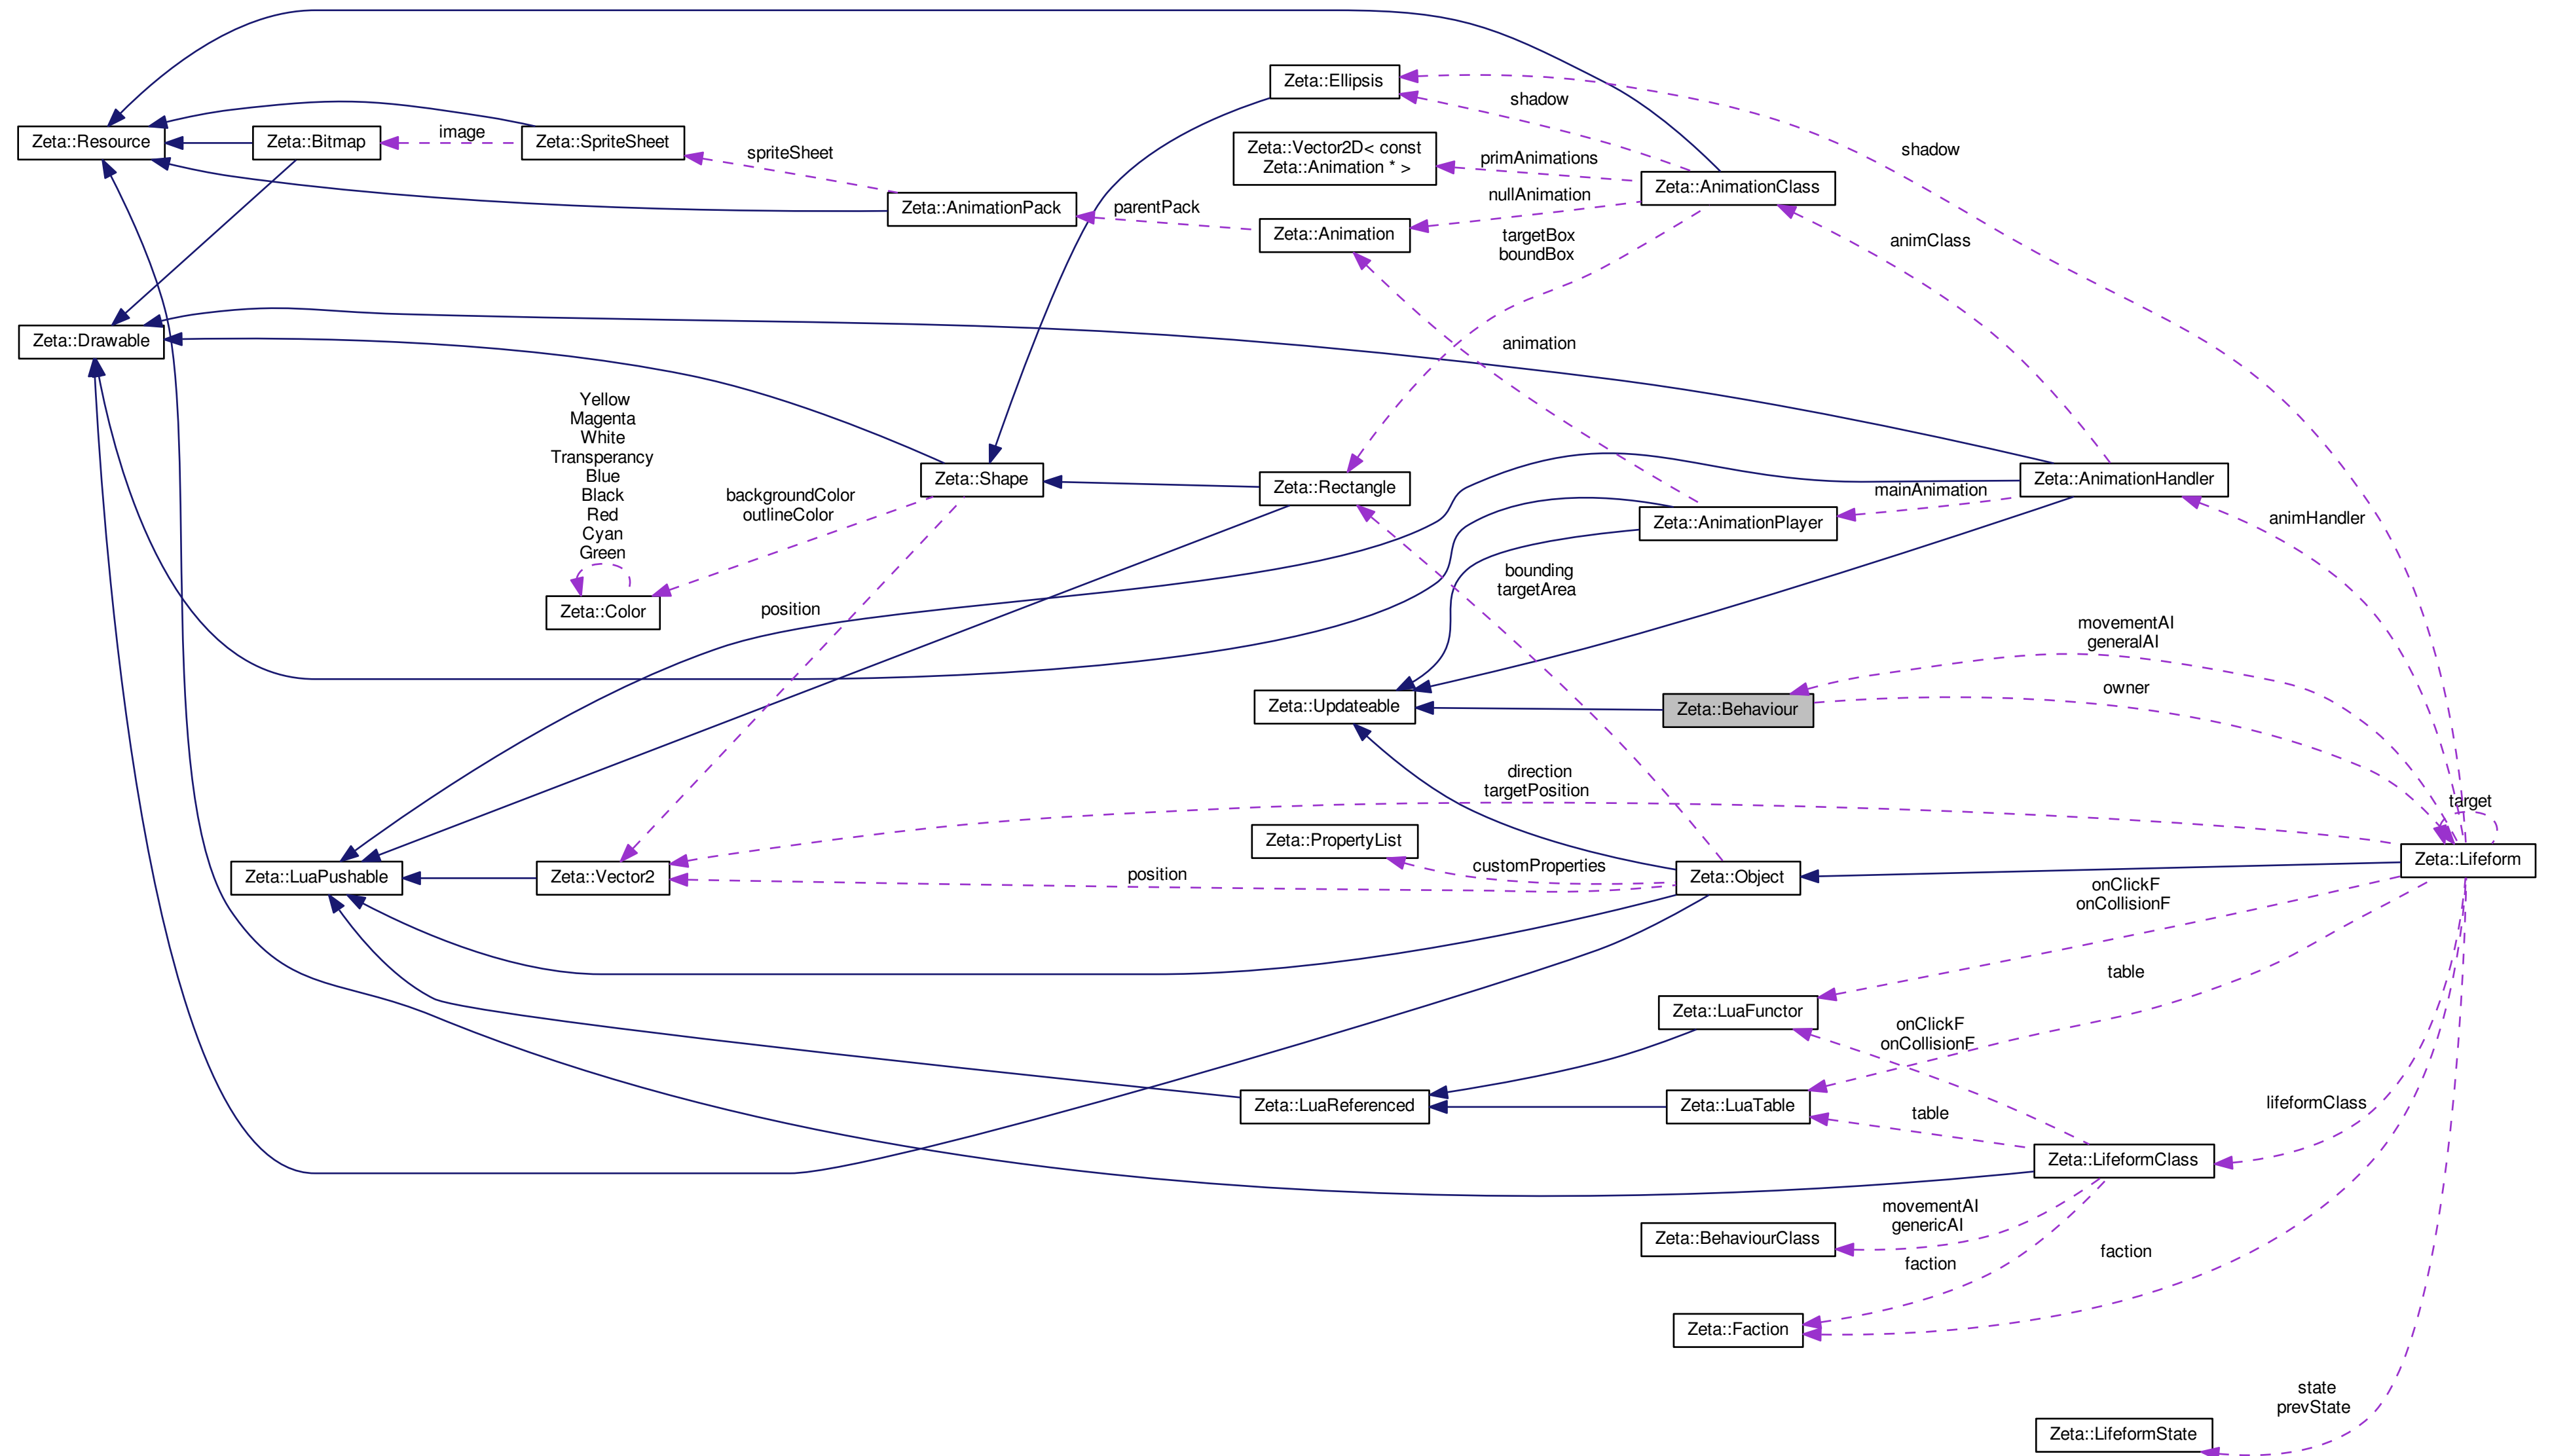 Zeta::Ellipsis
shadow
Zeta::Resource
Zeta::Bitmap
image
Zeta::SpriteSheet
spriteSheet
Zeta::Vector2D< const
Zeta::Animation * >
primAnimations
shadow
Zeta::AnimationClass
nullAnimation
Zeta::AnimationPack
parentPack
Zeta::Animation
targetBox
boundBox
animClass
Zeta::Drawable
animation
Yellow
Magenta
White
Transperancy
Blue
Black
Red
Cyan
Green
Zeta::Color
backgroundColor
outlineColor
Zeta::Shape
Zeta::Rectangle
Zeta::AnimationHandler
mainAnimation
Zeta::AnimationPlayer
animHandler
bounding
targetArea
position
movementAI
generalAI
owner
Zeta::Updateable
Zeta::Behaviour
direction
targetPosition
target
Zeta::PropertyList
customProperties
Zeta::Lifeform
Zeta::LuaPushable
Zeta::Vector2
position
Zeta::Object
onClickF
onCollisionF
table
Zeta::LuaFunctor
onClickF
onCollisionF
Zeta::LuaReferenced
Zeta::LuaTable
table
lifeformClass
Zeta::LifeformClass
movementAI
genericAI
Zeta::BehaviourClass
faction
faction
Zeta::Faction
state
prevState
Zeta::LifeformState